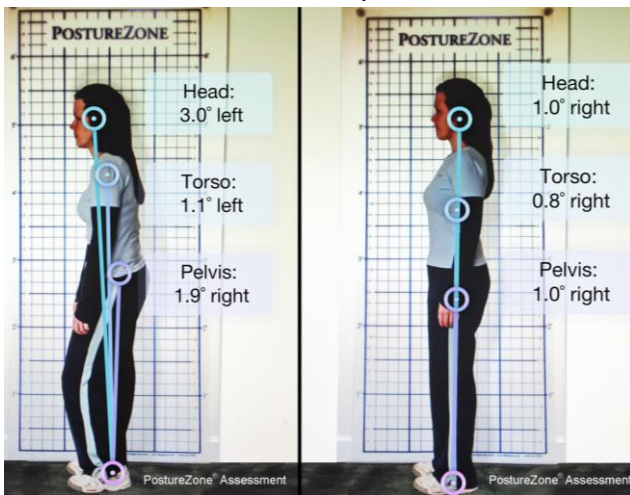 POSTUREZONE
Head:
3.0° left
Torso:
1.1° left
Pelvis:
1.9° right
PostureZone® Assessment
POSTUREZONE
Head:
1.0° right
Torso:
0.8° right
Pelvis:
1.0° right
PostureZone® Assessment